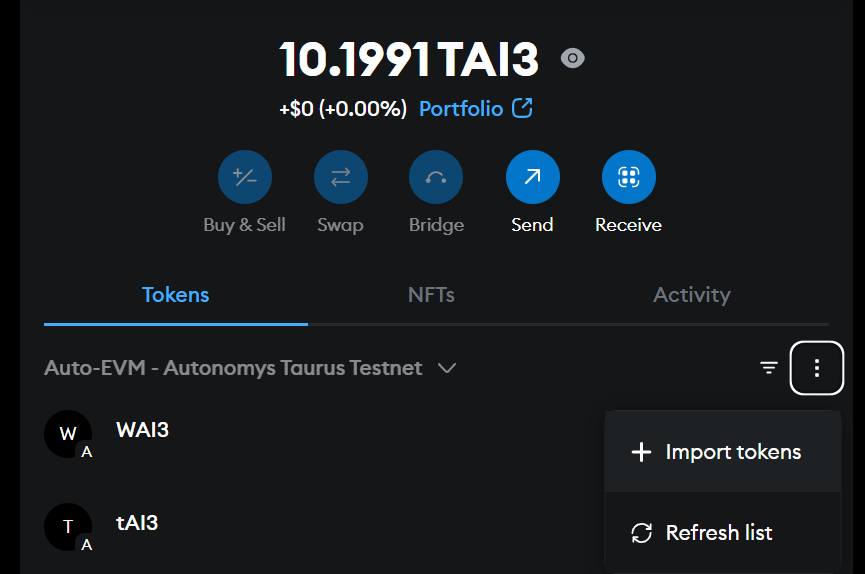 10.1991 TAI3
+$0 (+0.00%) Portfolio
Buy & Sell Swap Bridge Send Receive
Tokens NFTs Activity
Auto-EVM - Autonomys Taurus Testnet
W A WAI3
Import tokens
T A tAI3
Refresh list